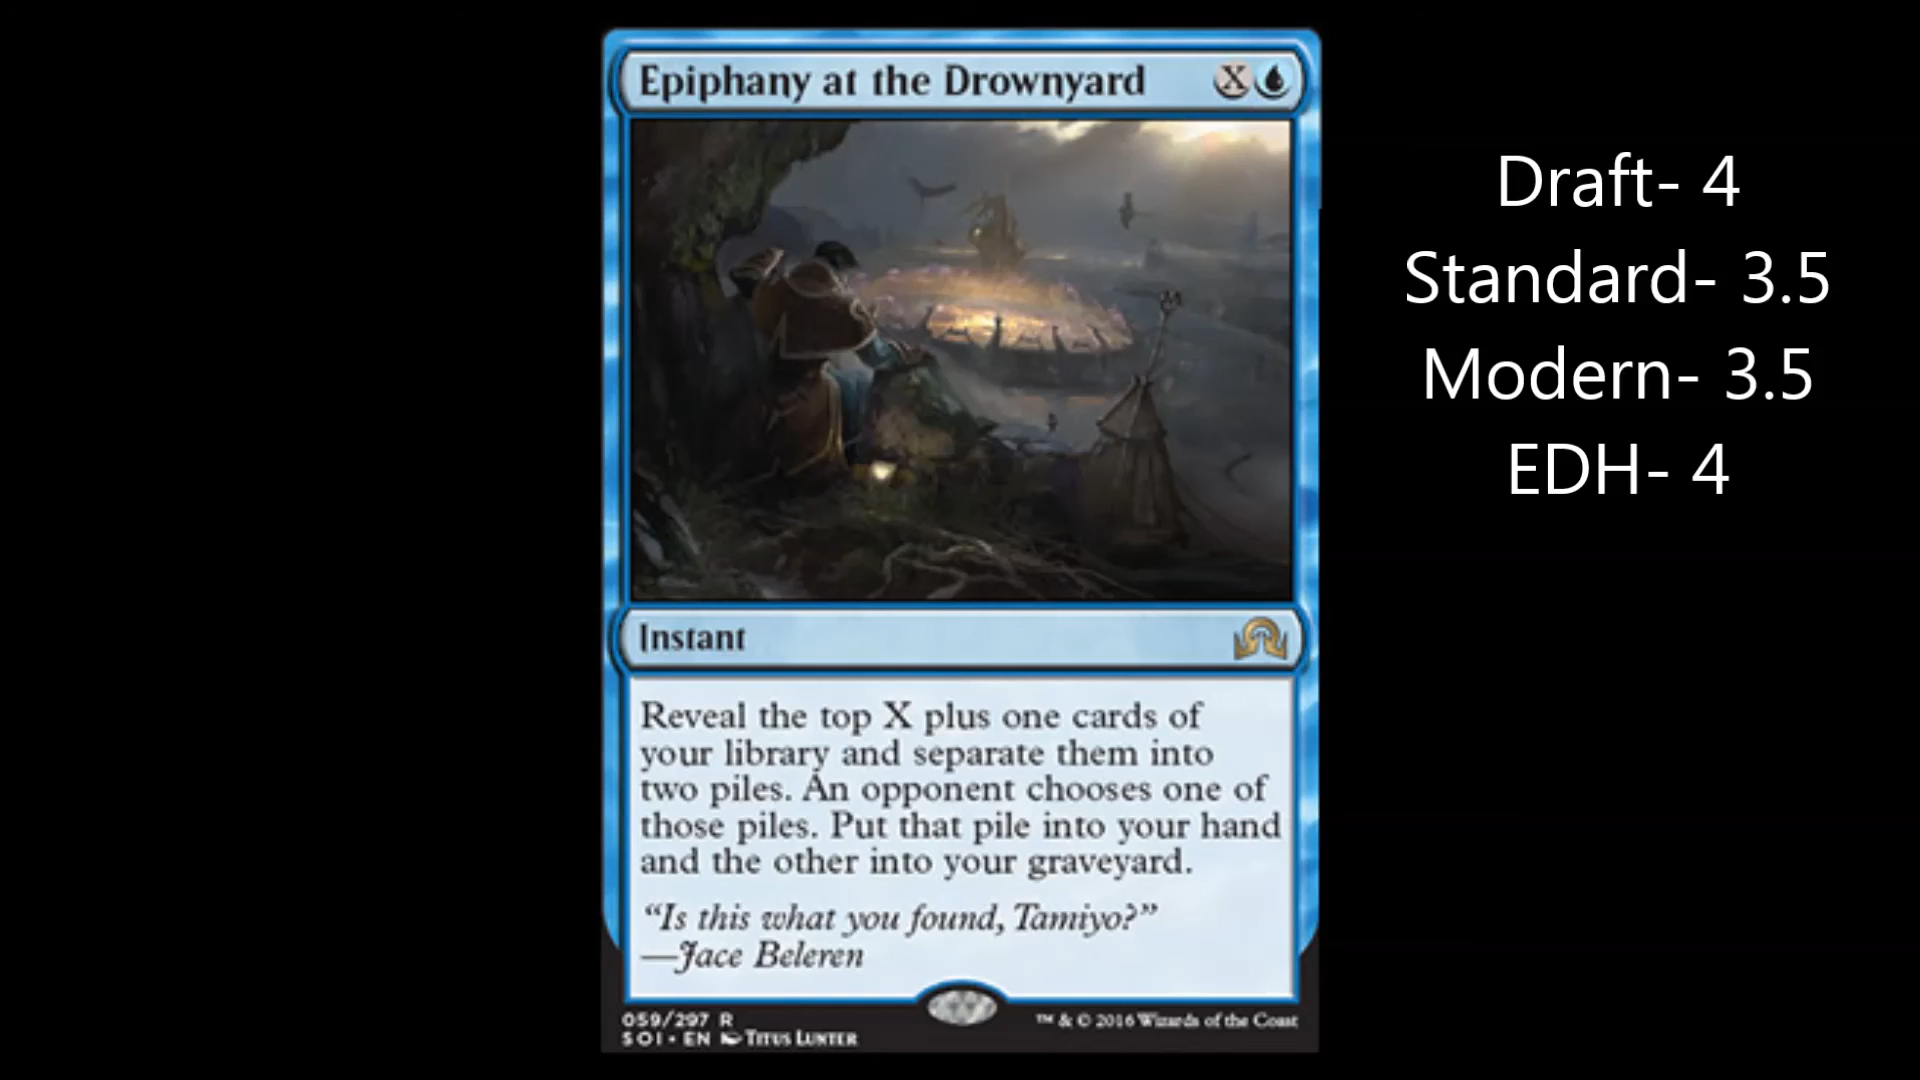 Epiphany at the Drownyard X
Instant
Reveal the top X plus one cards of
your library and separate them into
two piles. An opponent chooses one of
those piles. Put that pile into your hand
and the other into your graveyard.
“Is this what you found, Tamiyo?”
—Jace Beleren
059/297 R
SOI • EN Titus Lunter
™ & © 2016 Wizards of the Coast
Draft- 4
Standard- 3.5
Modern- 3.5
EDH- 4